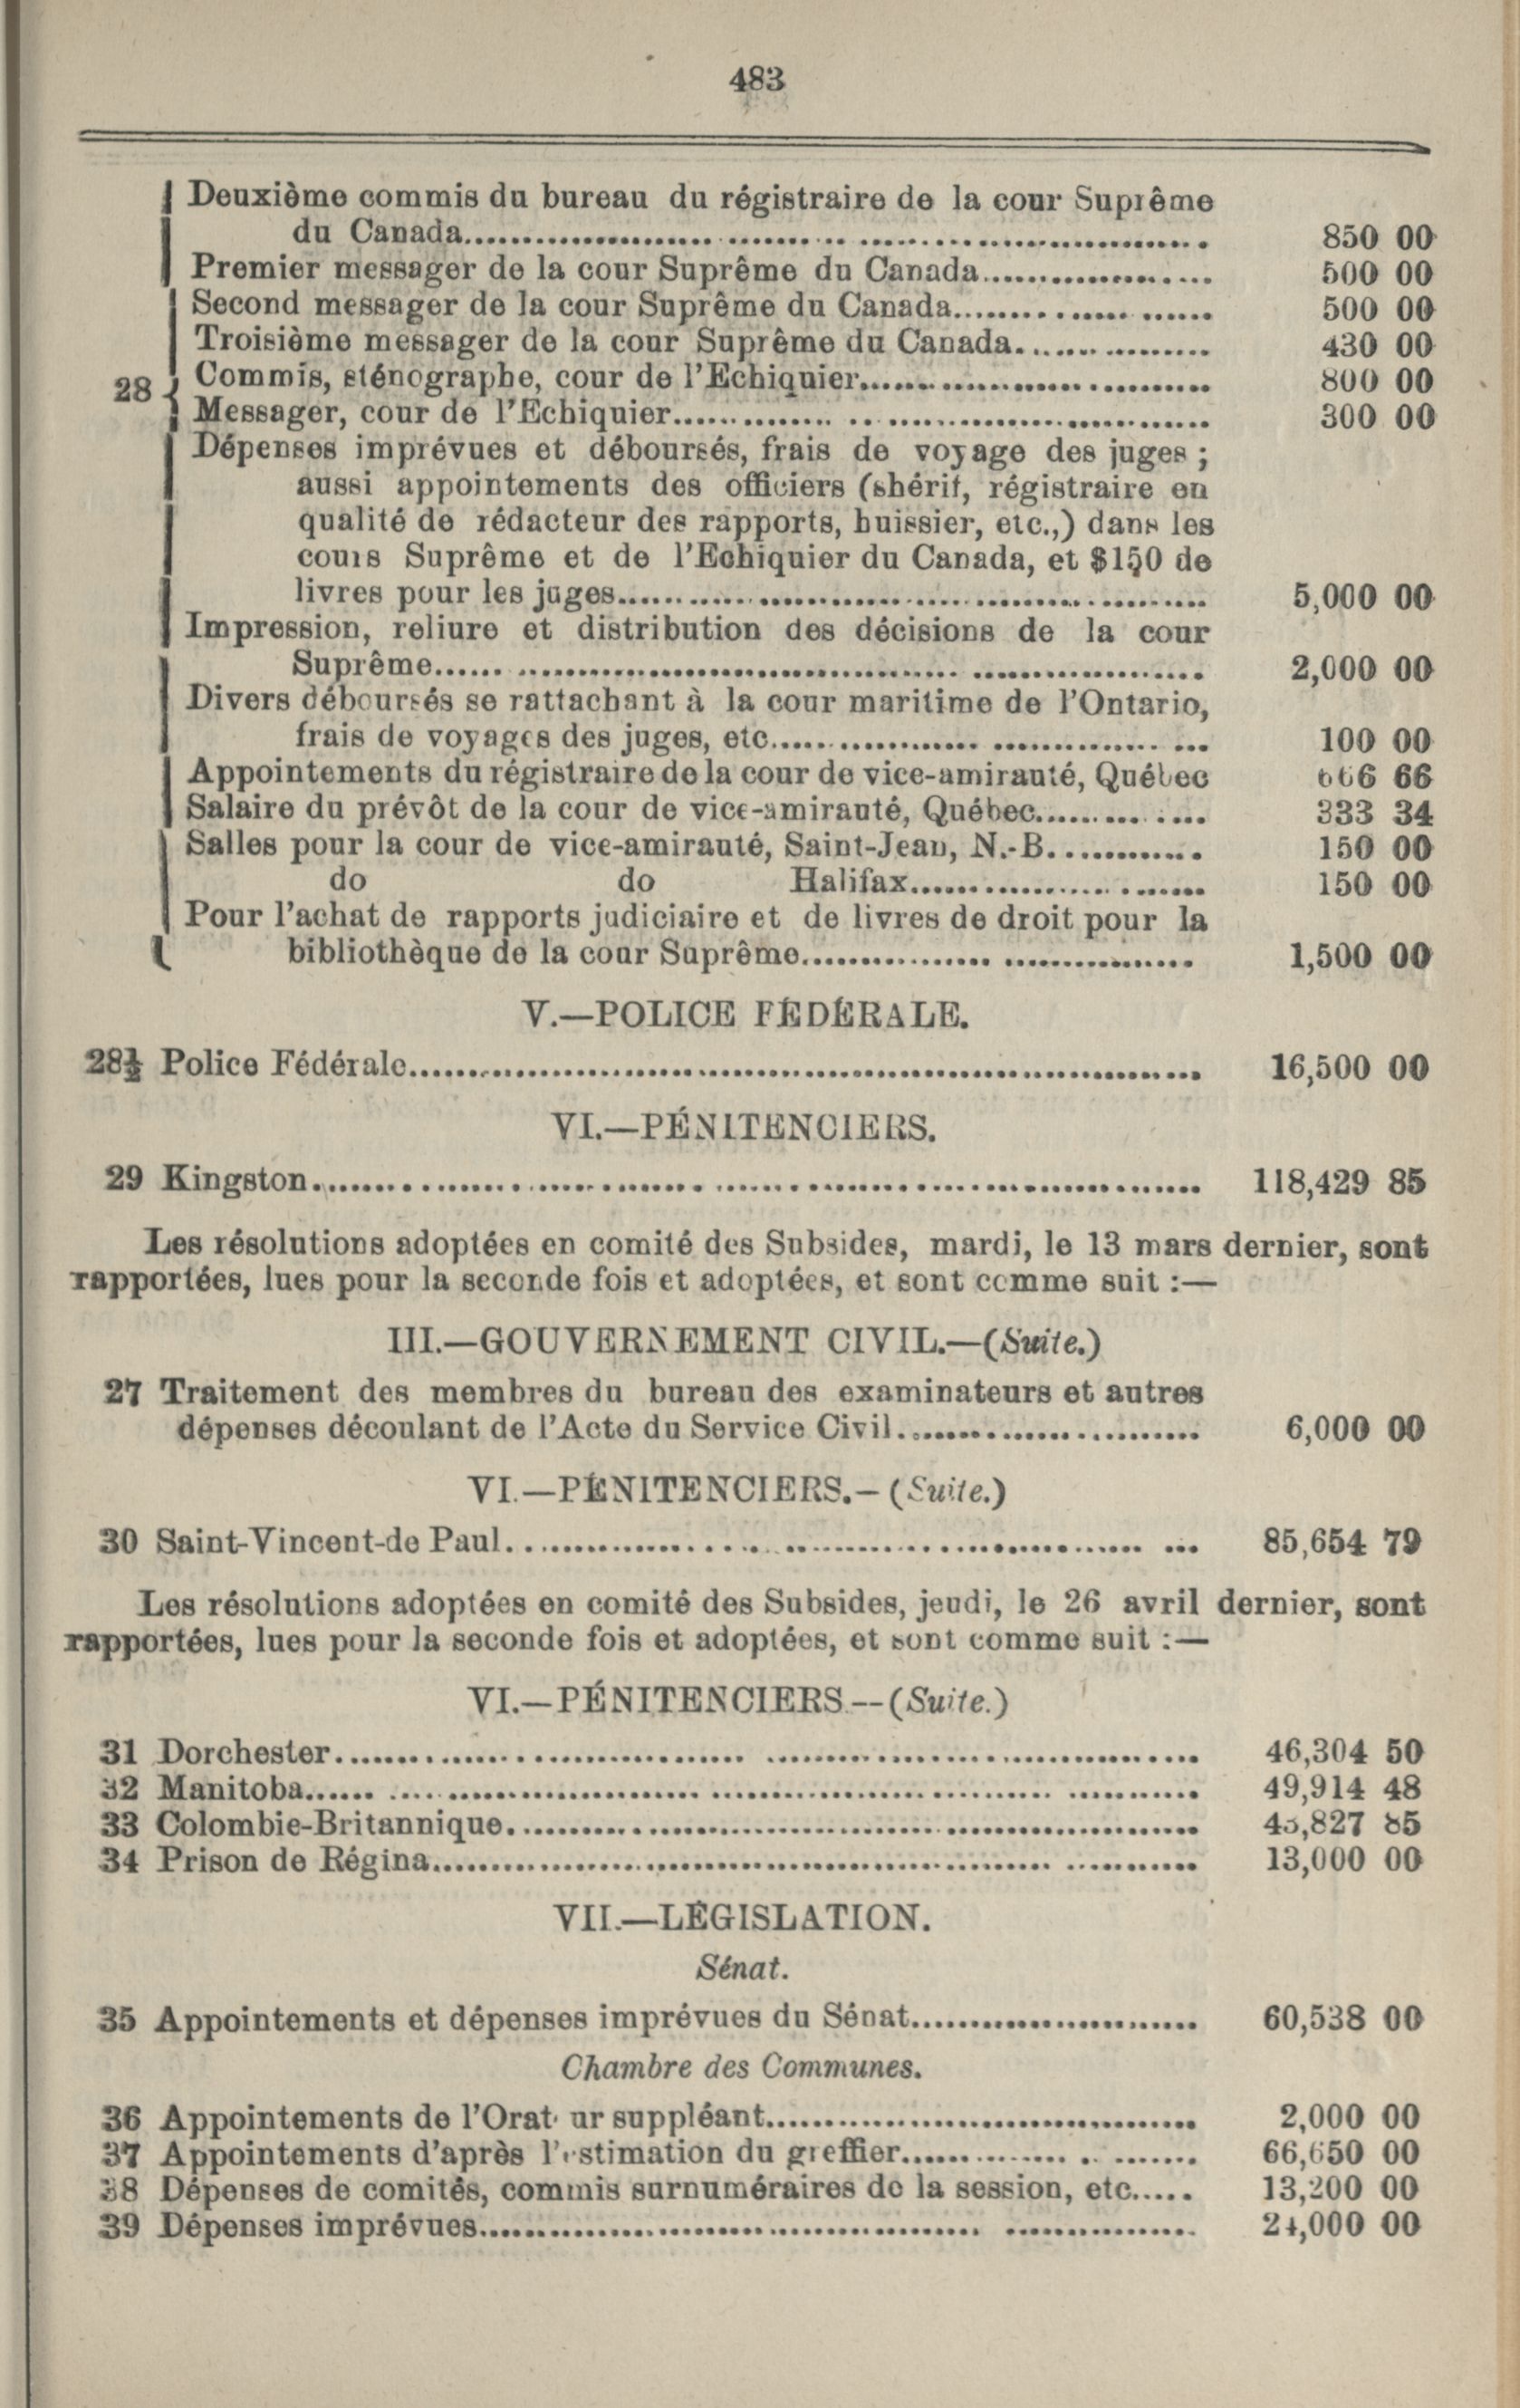 483
Deuxième commis du bureau du régistraire de la cour Suprême
du Canada........ 850 00
Premier messager de la cour Suprême du Canada........ 500 00
Second messager de la cour Suprême du Canada........ 500 00
Troisième messager de la cour Suprême du Canada........ 430 00
28 Commis, sténographe, cour de l'Echiquier........ 800 00
Messager, cour de l'Echiquier........ 300 00
Dépenses imprévues et déboursés, frais de voyage des juges ;
aussi appointements des officiers (shérif, régistraire en
qualité de rédacteur des rapports, huissier, etc.,) dans les
cours Suprême et de l'Echiquier du Canada, et $150 de
livres pour les juges........ 5,000 00
Impression, reliure et distribution des décisions de la cour
Suprême........ 2,000 00
Divers déboursés se rattachant à la cour maritime de l'Ontario,
frais de voyages des juges, etc........ 100 00
Appointements du régistraire de la cour de vice-amirauté, Québec 666 66
Salaire du prévôt de la cour de vice-amirauté, Québec........ 333 34
Salles pour la cour de vice-amirauté, Saint-Jean, N.-B........ 150 00
do do Halifax........ 150 00
Pour l'achat de rapports judiciaire et de livres de droit pour la
bibliothèque de la cour Suprême........ 1,500 00
V.—POLICE FÉDÉRALE.
28½ Police Fédérale........ 16,500 00
VI.—PÉNITENCIERS.
29 Kingston........ 118,429 85
Les résolutions adoptées en comité des Subsides, mardi, le 13 mars dernier, sont
rapportées, lues pour la seconde fois et adoptées, et sont comme suit :—
III.—GOUVERNEMENT CIVIL.—(Suite.)
27 Traitement des membres du bureau des examinateurs et autres
dépenses découlant de l'Acte du Service Civil........ 6,000 00
VI.—PÉNITENCIERS.—(Suite.)
30 Saint-Vincent-de Paul........ 85,654 79
Les résolutions adoptées en comité des Subsides, jeudi, le 26 avril dernier, sont
rapportées, lues pour la seconde fois et adoptées, et sont comme suit :—
VI.—PÉNITENCIERS—(Suite.)
31 Dorchester........ 46,304 50
32 Manitoba........ 49,914 48
33 Colombie-Britannique........ 85
34 Prison de Régina........ 13,000 00
VII.—LÉGISLATION.
Sénat.
35 Appointements et dépenses imprévues du Sénat........ 60,538 00
Chambre des Communes.
36 Appointements de l'Orateur suppléant........ 2,000 00
37 Appointements d'après l'estimation du greffier........ 66,650 00
38 Dépenses de comités, commis surnuméraires de la session, etc..... 13,200 00
39 Dépenses imprévues........ 00